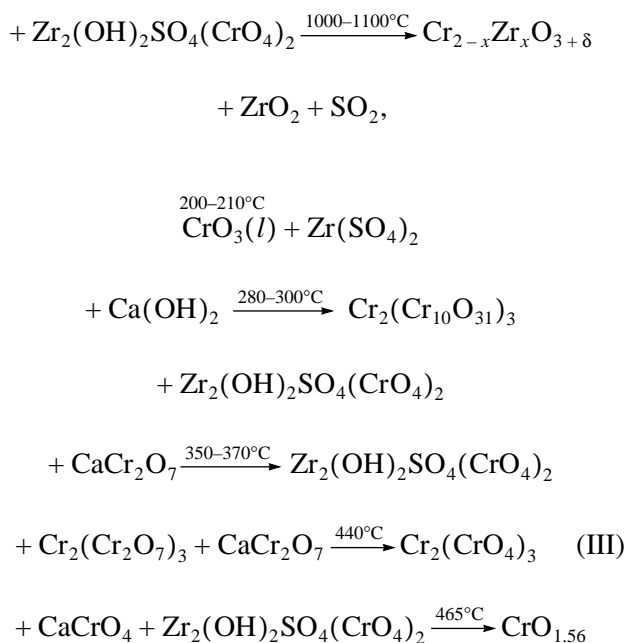 + Zr₂(OH)₂SO₄(CrO₄)₂ —1000–1100°C→ Cr₂₋ₓZrₓO₃₊δ
+ ZrO₂ + SO₂,
200–210°C
CrO₃(l) + Zr(SO₄)₂
+ Ca(OH)₂ —280–300°C→ Cr₂(Cr₁₀O₃₁)₃
+ Zr₂(OH)₂SO₄(CrO₄)₂
+ CaCr₂O₇ —350–370°C→ Zr₂(OH)₂SO₄(CrO₄)₂
+ Cr₂(Cr₂O₇)₃ + CaCr₂O₇ —440°C→ Cr₂(CrO₄)₃ (III)
+ CaCrO₄ + Zr₂(OH)₂SO₄(CrO₄)₂ —465°C→ CrO₁.₅₆